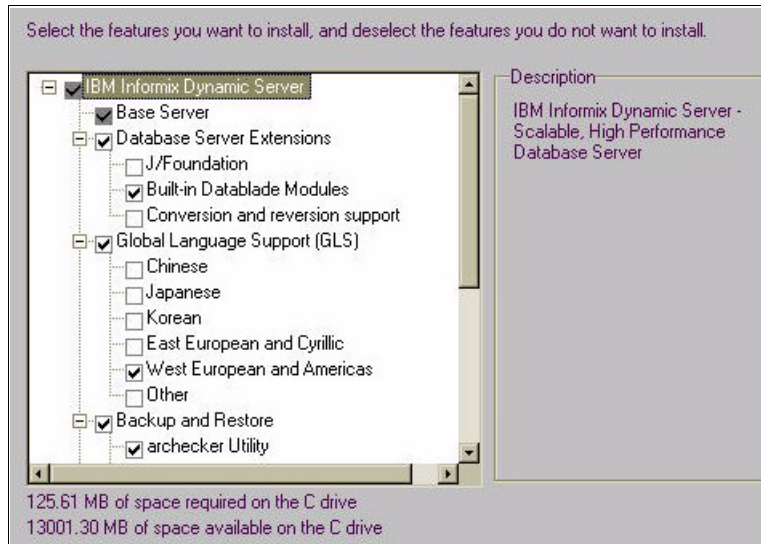 Select the features you want to install, and deselect the features you do not want to install.
IBM Informix Dynamic Server
Base Server
Database Server Extensions
J/Foundation
Built-in Datablade Modules
Conversion and reversion support
Global Language Support (GLS)
Chinese
Japanese
Korean
East European and Cyrillic
West European and Americas
Other
Backup and Restore
archecker Utility
Description
IBM Informix Dynamic Server -
Scalable, High Performance
Database Server
125.61 MB of space required on the C drive
13001.30 MB of space available on the C drive